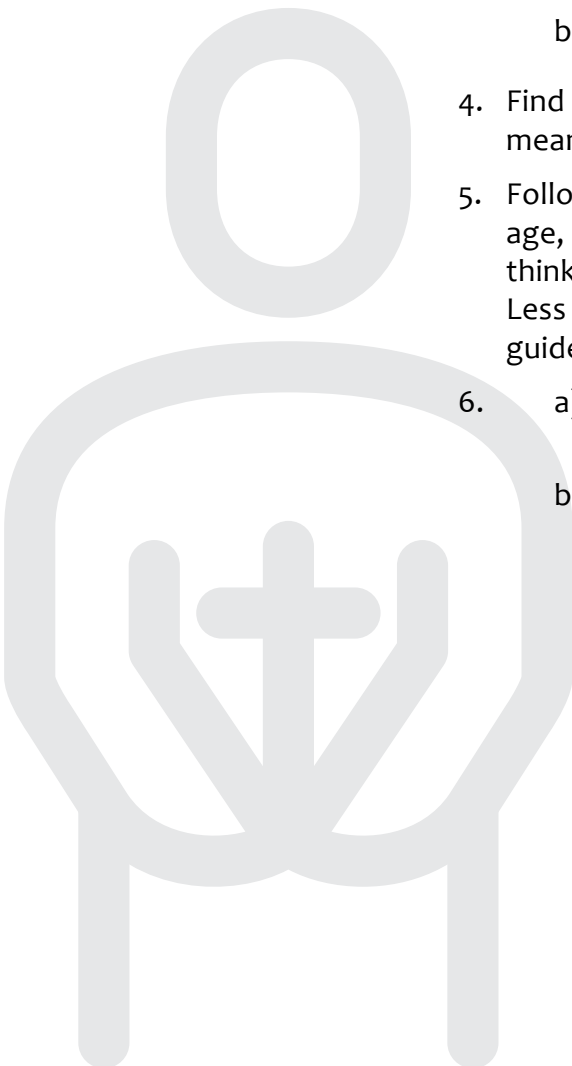 b
4. Find
mean
5. Follo
age,
think
Less
guide
6. a)
b